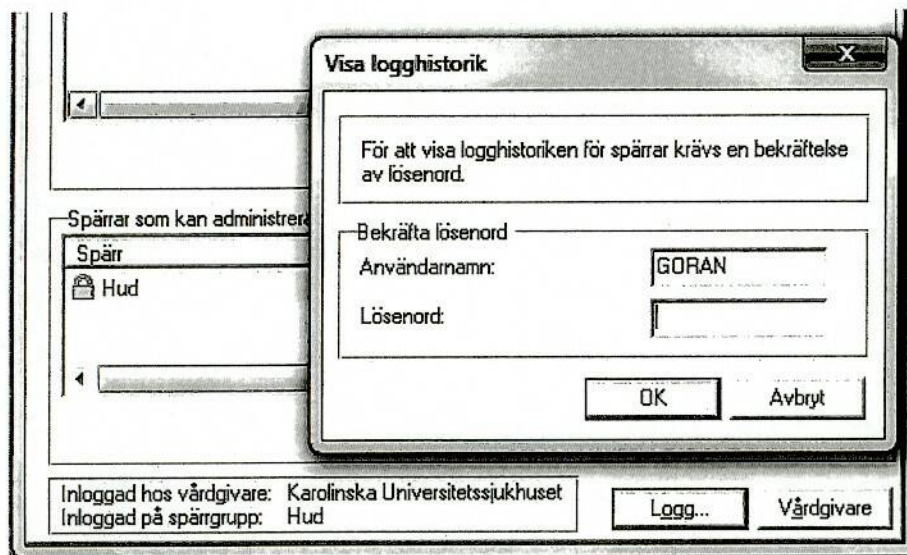 Visa logghistorik
För att visa logghistoriken för spärrar krävs en bekräftelse
av lösenord.
Bekräfta lösenord
Användarnamn: GORAN
Lösenord:
OK Avbryt
Spärrar som kan administrera
Spärr
Hud
Inloggad hos vårdgivare: Karolinska Universitetssjukhuset
Inloggad på spärrgrupp: Hud
Logg... Vårdgivare